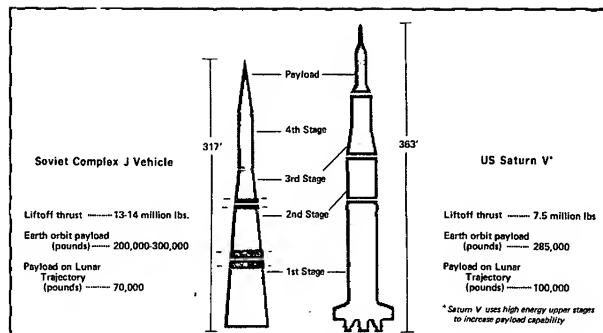 Payload
4th Stage
317'
363'
Soviet Complex J Vehicle
US Saturn V*
3rd Stage
Liftoff thrust ------- 13-14 million lbs.
2nd Stage
Liftoff thrust ------- 7.5 million lbs
Earth orbit payload
(pounds) ------ 200,000-300,000
Earth orbit payload
(pounds) ------- 285,000
Payload on Lunar
Trajectory
(pounds) ------- 70,000
1st Stage
Payload on Lunar
Trajectory
(pounds) ------- 100,000
* Saturn V uses high energy upper stages
to increase payload capability